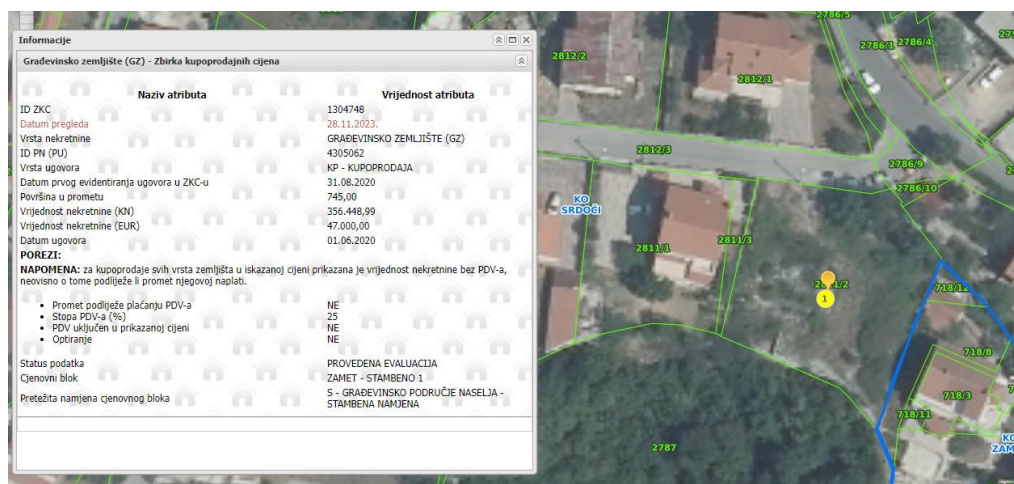 Informacije
Građevinsko zemljište (GZ) - Zbirka kupoprodajnih cijena
Naziv atributa Vrijednost atributa
ID ZKC 1304748
Datum pregleda 28.11.2023.
Vrsta nekretnine GRAĐEVINSKO ZEMLJIŠTE (GZ)
ID PN (PU) 4305062
Vrsta ugovora KP - KUPOPRODAJA
Datum prvog evidentiranja ugovora u ZKC-u 31.08.2020
Površina u prometu 745,00
Vrijednost nekretnine (KN) 356.448,99
Vrijednost nekretnine (EUR) 47.000,00
Datum ugovora 01.06.2020
POREZI:
NAPOMENA: za kupoprodaje svih vrsta zemljišta u iskazanoj cijeni prikazana je vrijednost nekretnine bez PDV-a,
neovisno o tome podliježe li promet njegovoj naplati.
• Promet podliježe plaćanju PDV-a NE
• Stopa PDV-a (%) 25
• PDV uključen u prikazanoj cijeni NE
• Optiranje NE
Status podatka PROVEDENA EVALUACIJA
Cjenovni blok ZAMET - STAMBENO 1
Pretežita namjena cjenovnog bloka S - GRAĐEVINSKO PODRUČJE NASELJA -
STAMBENA NAMJENA
2786/5
2786/1
2786/4
2812/2
2812/1
2812/3
2786/9
2786/10
KO
SRDOČI
2811/1
2811/3
1
718/12
718/8
718/3
718/11
2787